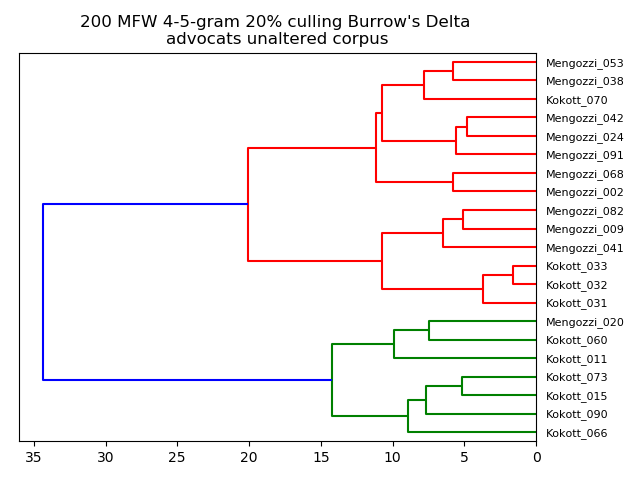 200 MFW 4-5-gram 20% culling Burrow's Delta
advocats unaltered corpus
Mengozzi_053
Mengozzi_038
Kokott_070
Mengozzi_042
Mengozzi_024
Mengozzi_091
Mengozzi_068
Mengozzi_002
Mengozzi_082
Mengozzi_009
Mengozzi_041
Kokott_033
Kokott_032
Kokott_031
Mengozzi_020
Kokott_060
Kokott_011
Kokott_073
Kokott_015
Kokott_090
Kokott_066
35 30 25 20 15 10 5 0